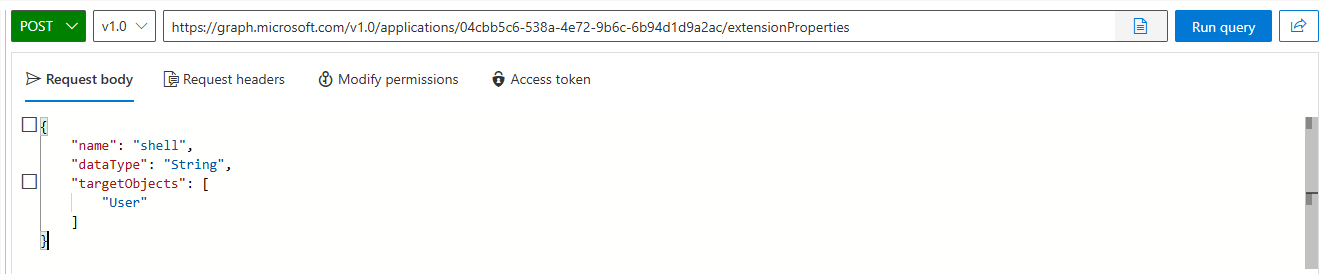 POST v1.0 https://graph.microsoft.com/v1.0/applications/04cbb5c6-538a-4e72-9b6c-6b94d1d9a2ac/extensionProperties Run query
Request body Request headers Modify permissions Access token
{
"name": "shell",
"dataType": "String",
"targetObjects": [
"User"
]
}